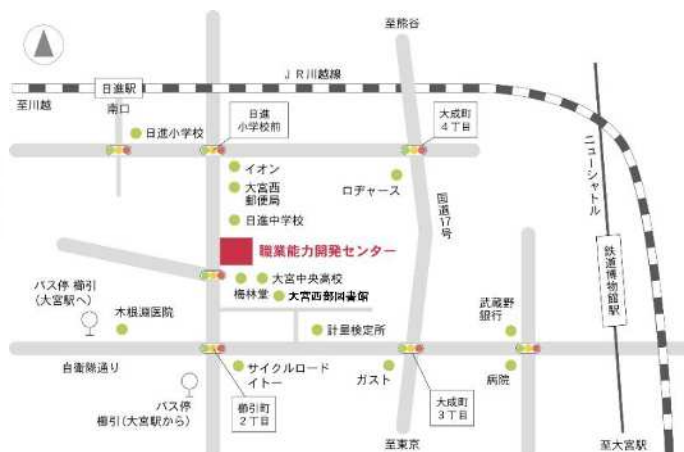 至熊谷
JR川越線
日進駅
至川越
南口
日進小学校
日進
小学校前
大成町
4丁目
イオン
大宮西
郵便局
ロヂャース
日進中学校
国道17号
ニューシャトル
職業能力開発センター
鉄道博物館駅
バス停 櫛引
(大宮駅へ)
大宮中央高校
梅林堂
大宮西部図書館
木根淵医院
計量検定所
武蔵野
銀行
自衛隊通り
サイクルロード
イトー
ガスト
病院
バス停
櫛引(大宮駅から)
櫛引町
2丁目
大成町
3丁目
至東京
至大宮駅